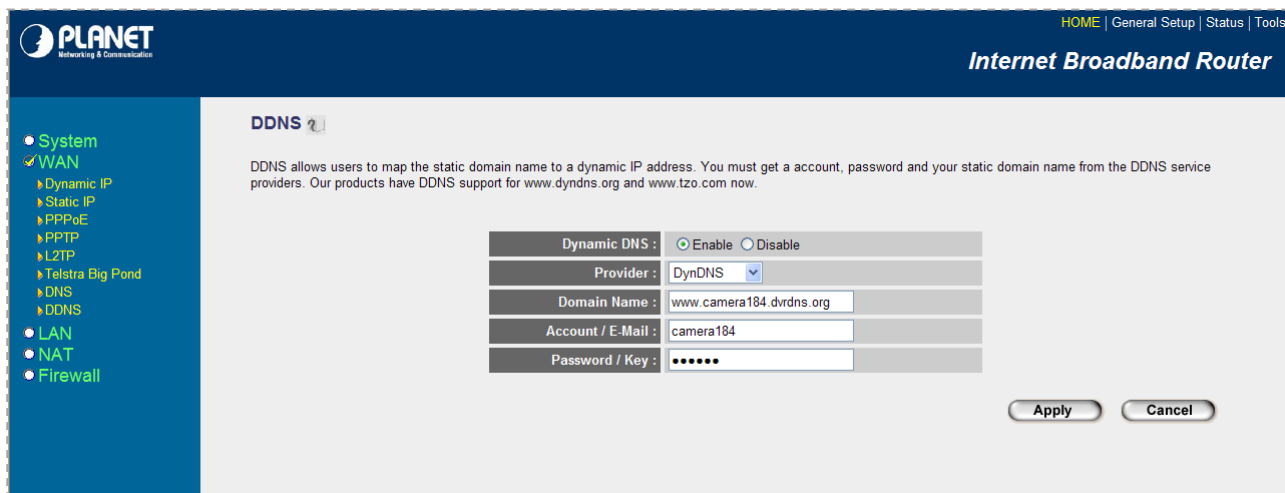 PLANET
Networking & Communication
HOME | General Setup | Status | Tools
Internet Broadband Router
System
WAN
Dynamic IP
Static IP
PPPoE
PPTP
L2TP
Telstra Big Pond
DNS
DDNS
LAN
NAT
Firewall
DDNS
DDNS allows users to map the static domain name to a dynamic IP address. You must get a account, password and your static domain name from the DDNS service
providers. Our products have DDNS support for www.dyndns.org and www.tzo.com now.
Dynamic DNS : Enable Disable
Provider : DynDNS
Domain Name : www.camera184.dvrdns.org
Account / E-Mail : camera184
Password / Key : ●●●●●●
Apply Cancel